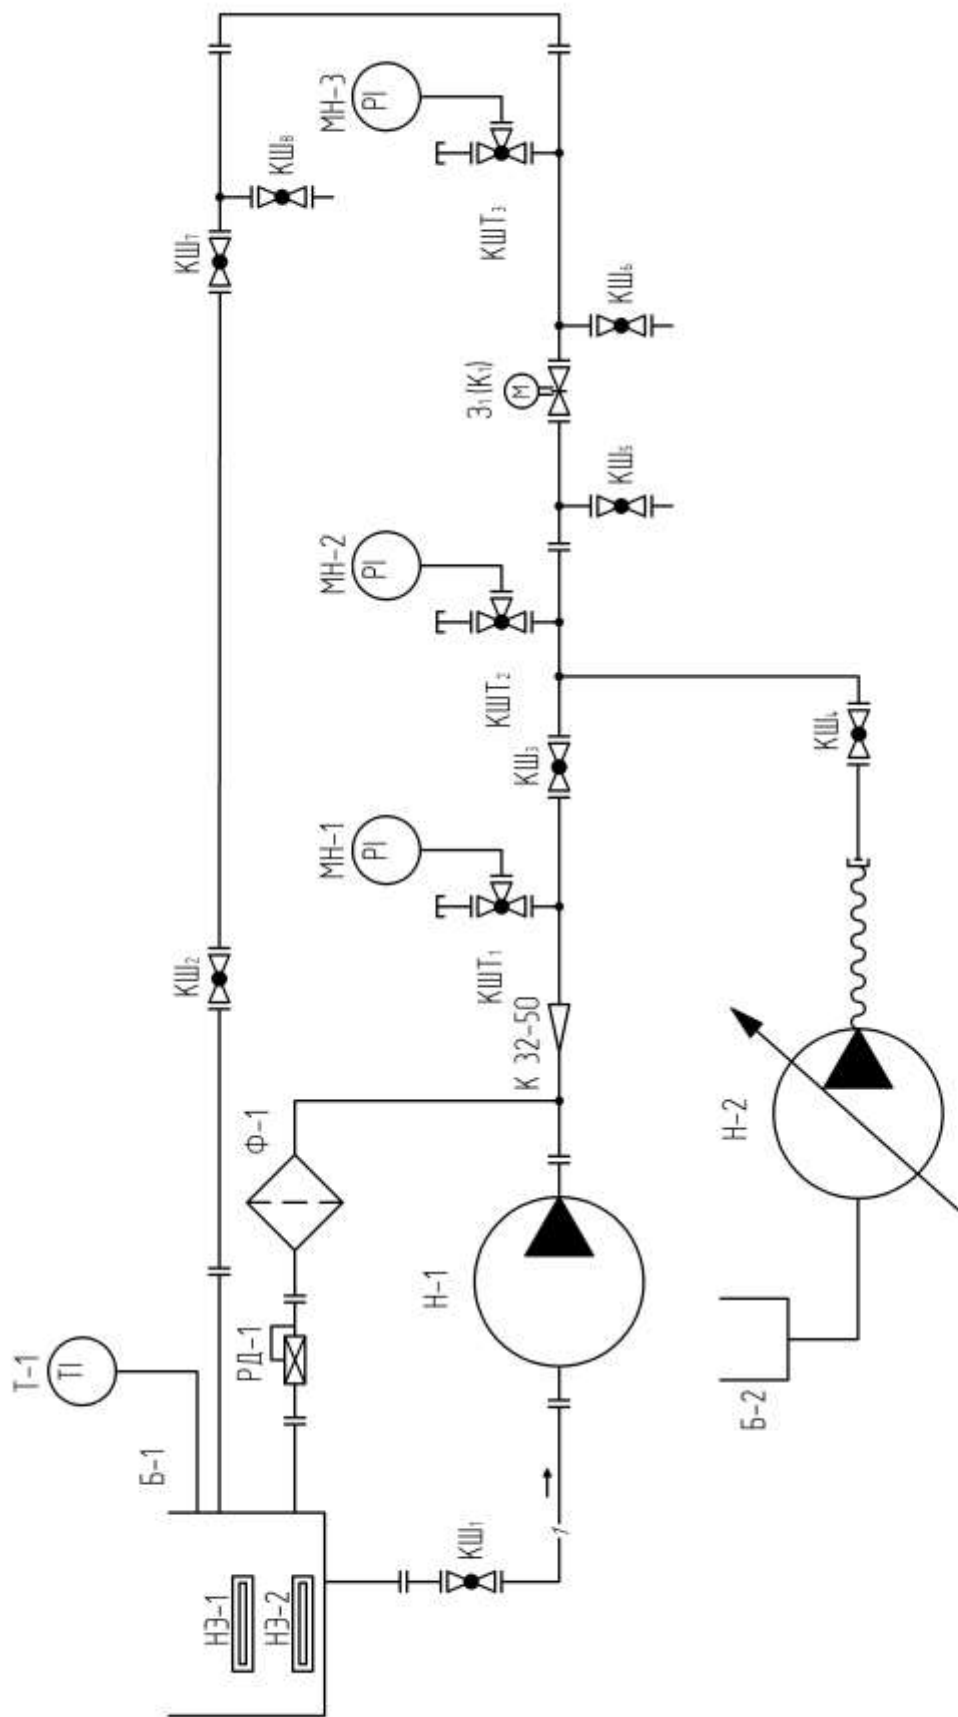 Т-1
TI
Б-1
НЭ-1
НЭ-2
РД-1
Ф-1
КШ₂
КШ₇
КШ₈
КШ₁
1
Н-1
К 32-50
КШТ₁
МН-1
PI
КШ₃
КШТ₂
МН-2
PI
КШ₅
З₁(К₁)
М
КШ₆
КШТ₃
МН-3
PI
Б-2
Н-2
КШ₄